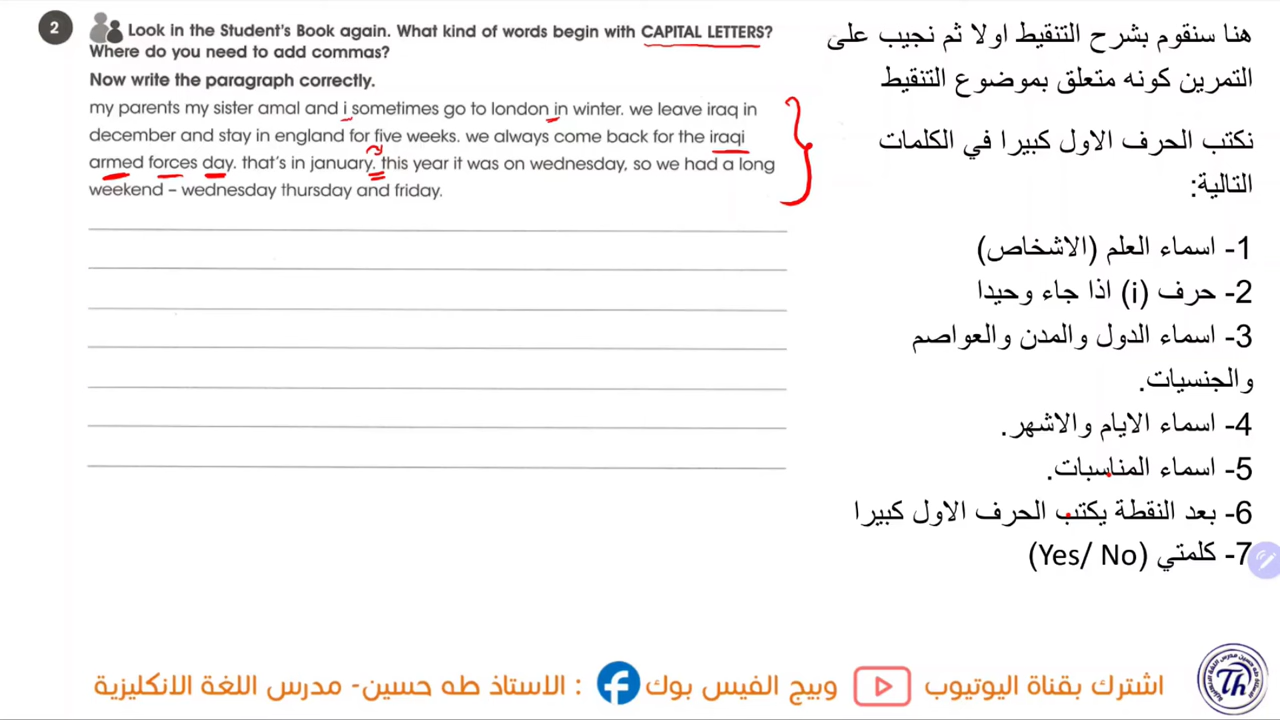 2 Look in the Student's Book again. What kind of words begin with CAPITAL LETTERS?
Where do you need to add commas?
Now write the paragraph correctly.
my parents my sister amal and i sometimes go to london in winter. we leave iraq in
december and stay in england for five weeks. we always come back for the iraqi
armed forces day. that's in january. this year it was on wednesday, so we had a long
weekend – wednesday thursday and friday.
هنا سنقوم بشرح التنقيط اولا ثم نجيب على
التمرين كونه متعلق بموضوع التنقيط
نكتب الحرف الاول كبيرا في الكلمات
التالية:
1- اسماء العلم (الاشخاص)
2- حرف (i) اذا جاء وحيدا
3- اسماء الدول والمدن والعواصم
والجنسيات.
4- اسماء الايام والاشهر.
5- اسماء المناسبات.
6- بعد النقطة يكتب الحرف الاول كبيرا
7- كلمتي (Yes/ No)
اشترك بقناة اليوتيوب وبيج الفيس بوك : الاستاذ طه حسين- مدرس اللغة الانكليزية
Th